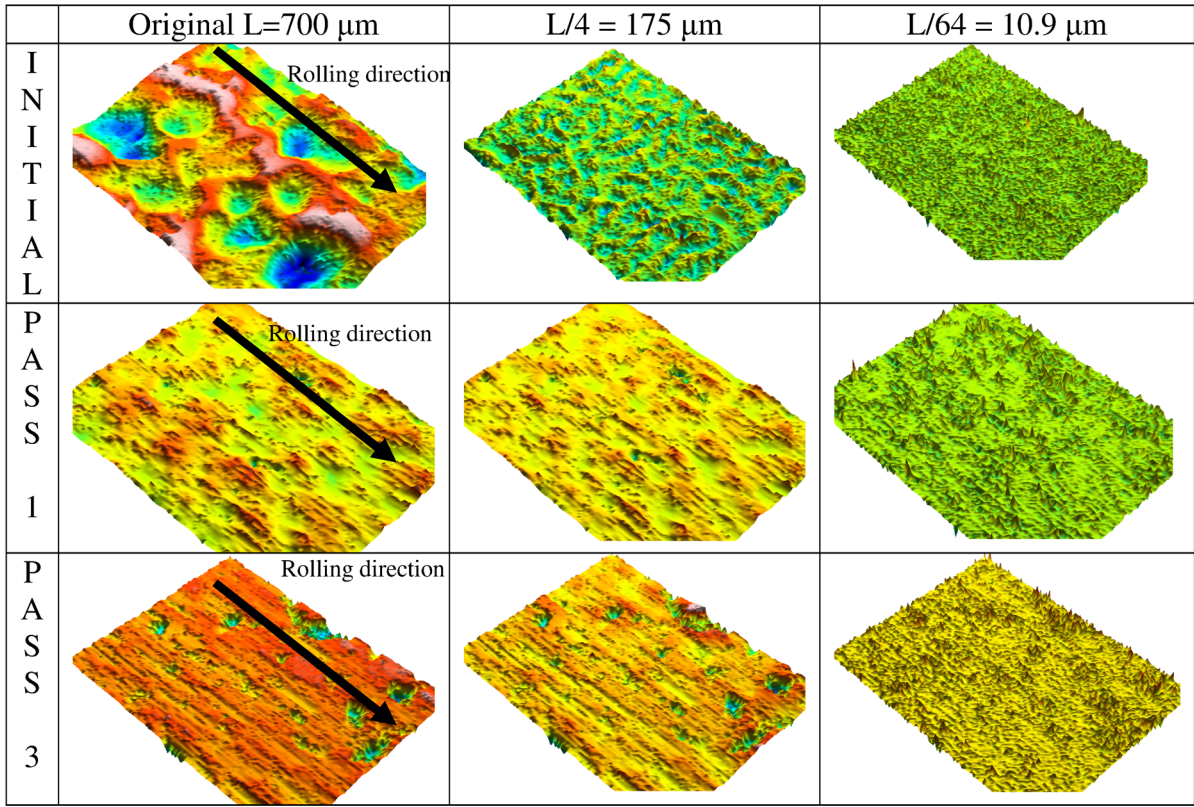 Original L=700 μm
L/4 = 175 μm
L/64 = 10.9 μm
I
N
I
T
I
A
L
Rolling direction
P
A
S
S
1
Rolling direction
P
A
S
S
3
Rolling direction